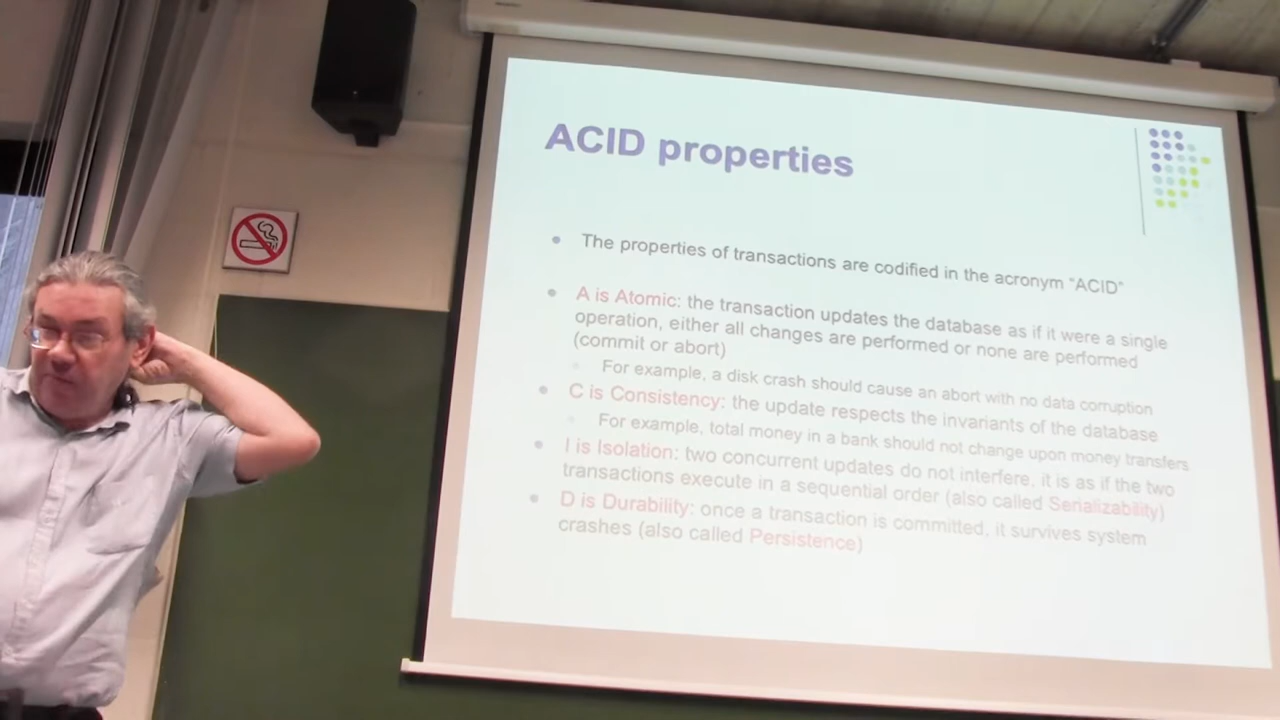 ACID properties
The properties of transactions are codified in the acronym "ACID"
A is Atomic: the transaction updates the database as if it were a single
operation, either all changes are performed or none are performed
(commit or abort)
For example, a disk crash should cause an abort with no data corruption
C is Consistency: the update respects the invariants of the database
For example, total money in a bank should not change upon money transfers
I is Isolation: two concurrent updates do not interfere, it is as if the two
transactions execute in a sequential order (also called Serializability)
D is Durability: once a transaction is committed, it survives system
crashes (also called Persistence)